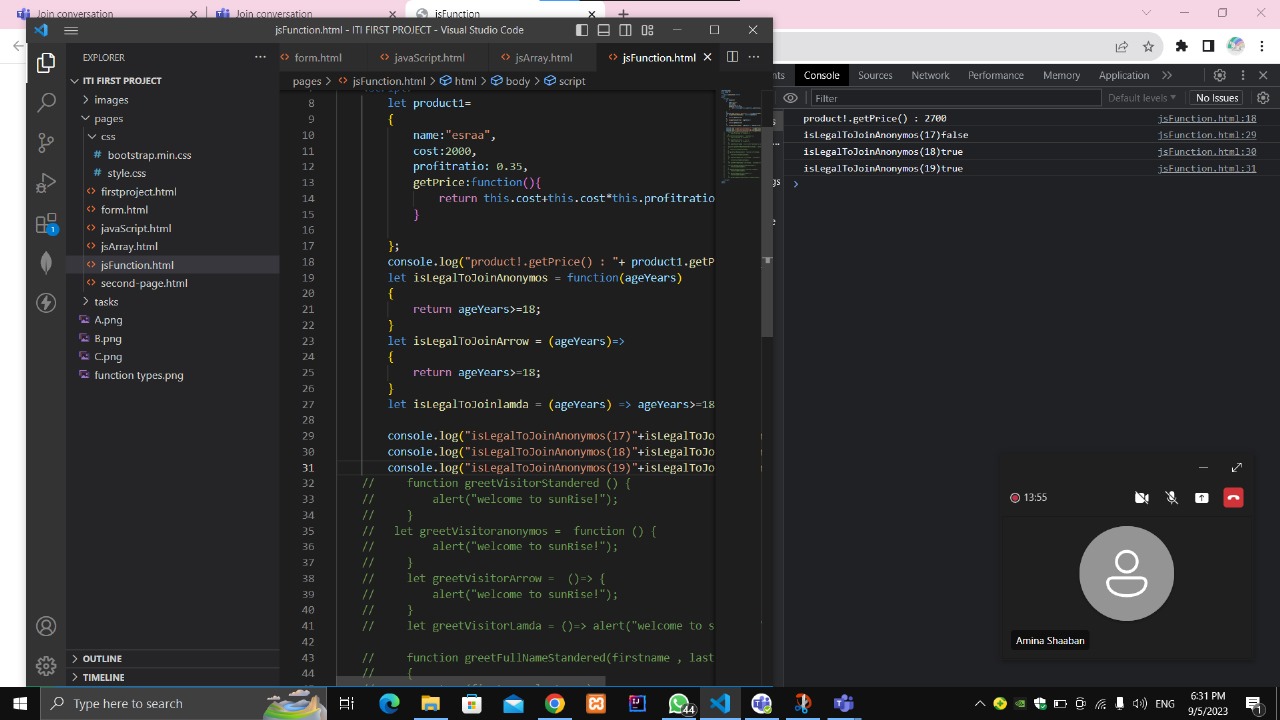 Join conversation
Join conversation
jsFunction
jsFunction.html - ITI FIRST PROJECT - Visual Studio Code
EXPLORER
ITI FIRST PROJECT
images
pages
css
bootstrap.min.css
style.css
firstproject.html
form.html
javaScript.html
jsArray.html
jsFunction.html
second-page.html
tasks
A.png
B.png
C.png
function types.png
OUTLINE
TIMELINE
1
form.html
javaScript.html
jsArray.html
jsFunction.html
pages > jsFunction.html > html > body > script
8 let product1=
9 {
10 name:"esraa",
11 cost:2000,
12 profitratio: 0.35,
13 getPrice:function(){
14 return this.cost+this.cost*this.profitratio
15 }
16
17 };
18 console.log("product!.getPrice() : "+ product1.getP
19 let isLegalToJoinAnonymos = function(ageYears)
20 {
21 return ageYears>=18;
22 }
23 let isLegalToJoinArrow = (ageYears)=>
24 {
25 return ageYears>=18;
26 }
27 let isLegalToJoinlamda = (ageYears) => ageYears>=18
28
29 console.log("isLegalToJoinAnonymos(17)"+isLegalToJo
30 console.log("isLegalToJoinAnonymos(18)"+isLegalToJo
31 console.log("isLegalToJoinAnonymos(19)"+isLegalToJo
32 // function greetVisitorStandered () {
33 // alert("welcome to sunRise!");
34 // }
35 // let greetVisitoranonymos = function () {
36 // alert("welcome to sunRise!");
37 // }
38 // let greetVisitorArrow = ()=> {
39 // alert("welcome to sunRise!");
40 // }
41 // let greetVisitorLamda = ()=> alert("welcome to s
42
43 // function greetFullNameStandered(firstname , last
44 // {
nts Console Sources Network Performance Memory Application
Filter
Default levels
No Issues
product!.getPrice() : 2700 jsFunction.html:18
isLegalToJoinAnonymos(17)false jsFunction.html:29
isLegalToJoinAnonymos(18)true jsFunction.html:30
isLegalToJoinAnonymos(19)true jsFunction.html:31
13:55
Amina Shaaban
Type here to search
44
ENG
6:31 PM
9/5/2023
1